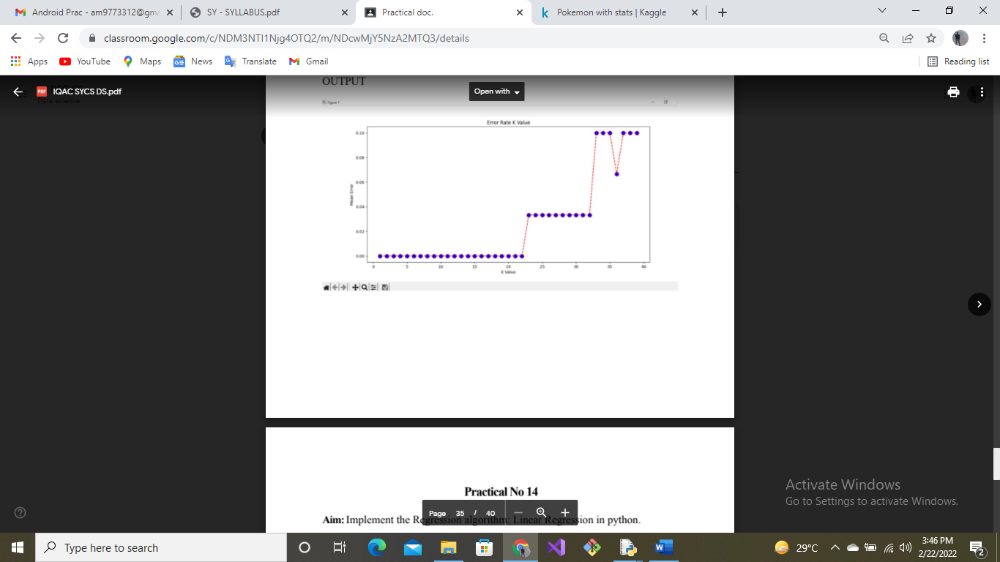 Android Prac - am9773312@gma
SY - SYLLABUS.pdf
Practical doc.
Pokemon with stats | Kaggle
classroom.google.com/c/NDM3NTI1Njg4OTQ2/m/NDcwMjY5NzA2MTQ3/details
Apps
YouTube
Maps
News
Translate
Gmail
Reading list
OUTPUT
IQAC SYCS DS.pdf
Data science
Open with
Figure 1
Error Rate K Value
0.10
0.08
0.06
0.04
0.02
0.00
Mean Error
0 5 10 15 20 25 30 35 40
K Value
Practical No 14
Page 35 / 40
Aim: Implement the Regression algorithm: Linear Regression in python.
Activate Windows
Go to Settings to activate Windows.
Type here to search
29°C
3:46 PM
2/22/2022
2